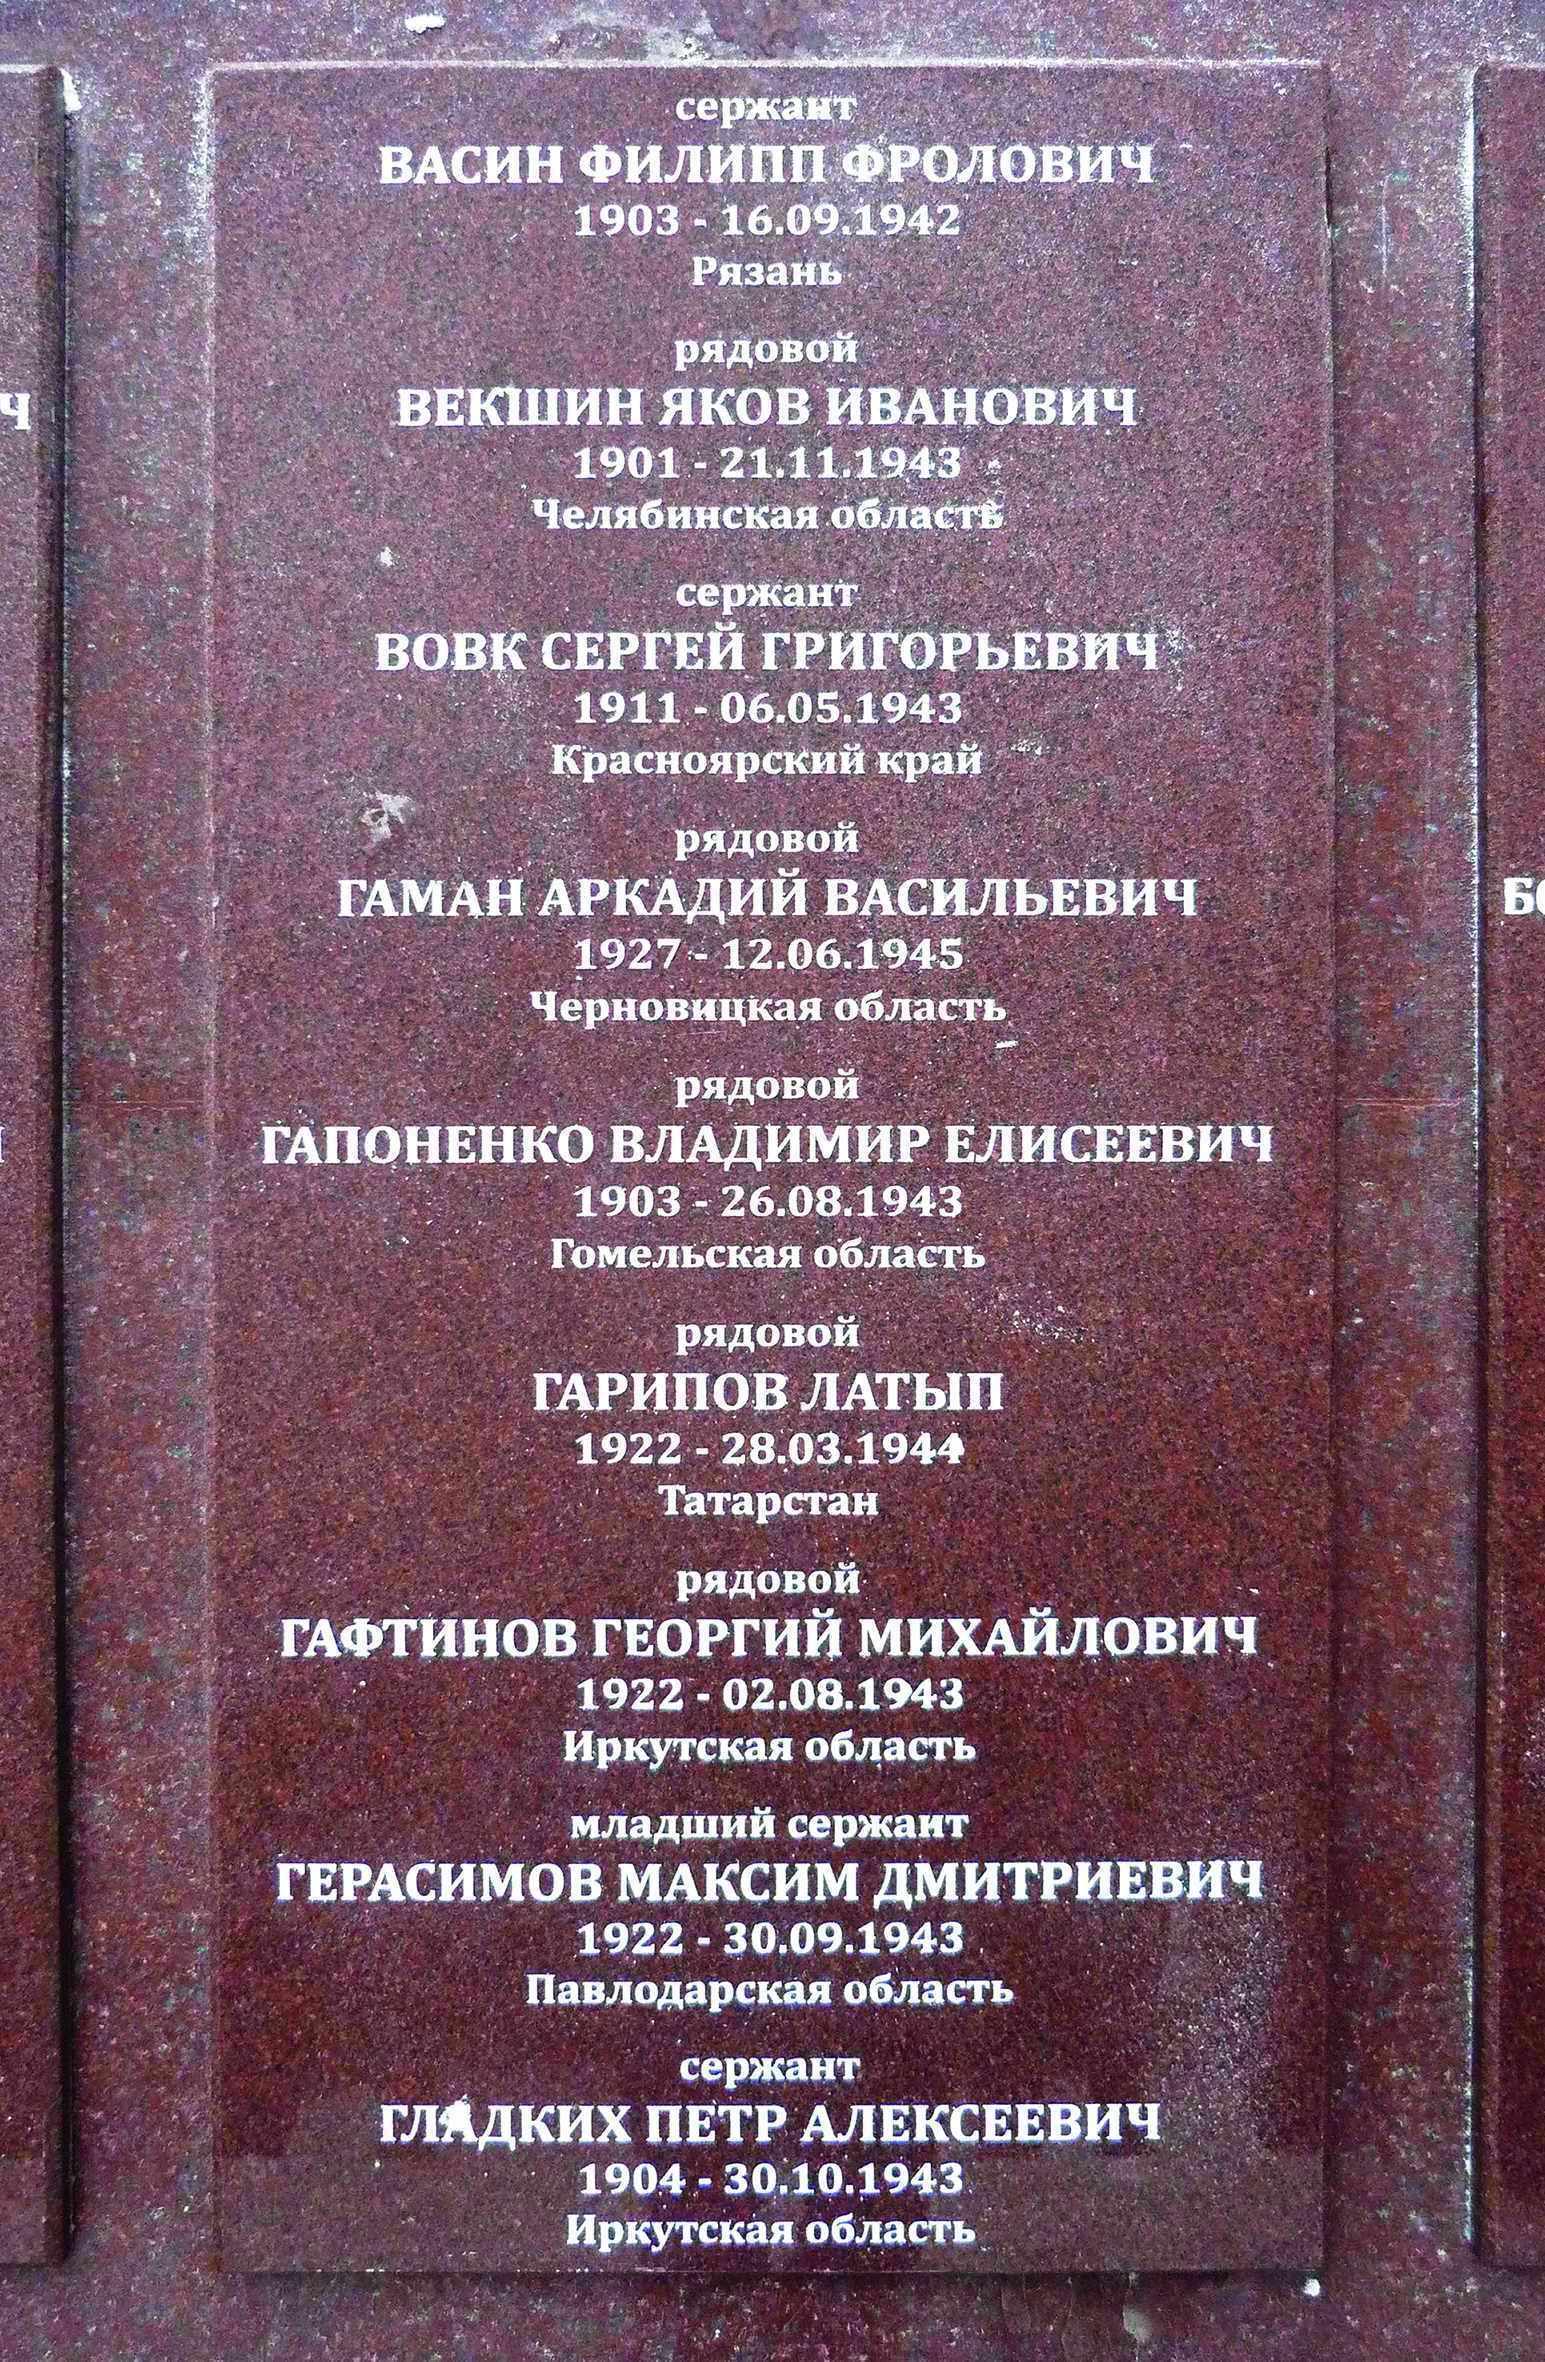 сержант
ВАСИН ФИЛИПП ФРОЛОВИЧ
1903 - 16.09.1942
Рязань
рядовой
ВЕКШИН ЯКОВ ИВАНОВИЧ
1901 - 21.11.1943
Челябинская область
сержант
ВОВК СЕРГЕЙ ГРИГОРЬЕВИЧ
1911 - 06.05.1943
Красноярский край
рядовой
ГАМАН АРКАДИЙ ВАСИЛЬЕВИЧ
1927 - 12.06.1945
Черновицкая область
рядовой
ГАПОНЕНКО ВЛАДИМИР ЕЛИСЕЕВИЧ
1903 - 26.08.1943
Гомельская область
рядовой
ГАРИПОВ ЛАТЫП
1922 - 28.03.1944
Татарстан
рядовой
ГАФТИНОВ ГЕОРГИЙ МИХАЙЛОВИЧ
1922 - 02.08.1943
Иркутская область
младший сержант
ГЕРАСИМОВ МАКСИМ ДМИТРИЕВИЧ
1922 - 30.09.1943
Павлодарская область
сержант
ГЛАДКИХ ПЕТР АЛЕКСЕЕВИЧ
1904 - 30.10.1943
Иркутская область